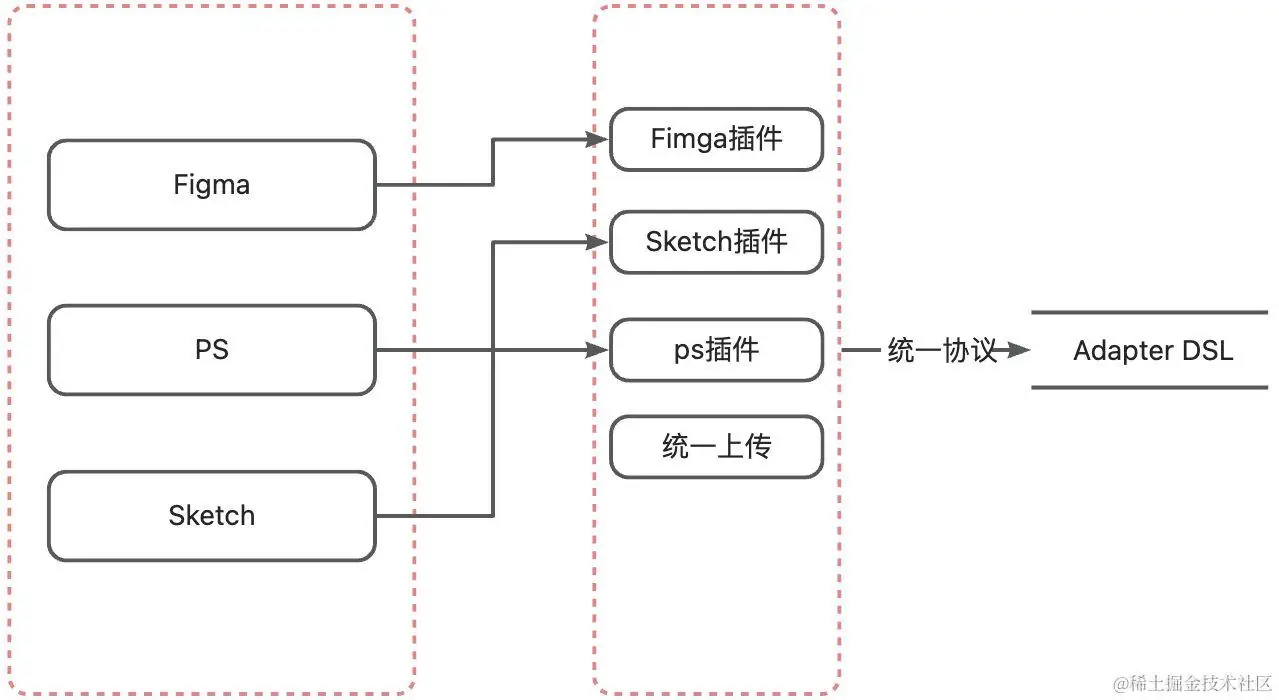 Figma
PS
Sketch
Fimga插件
Sketch插件
ps插件
统一上传
统一协议
Adapter DSL
@稀土掘金技术社区